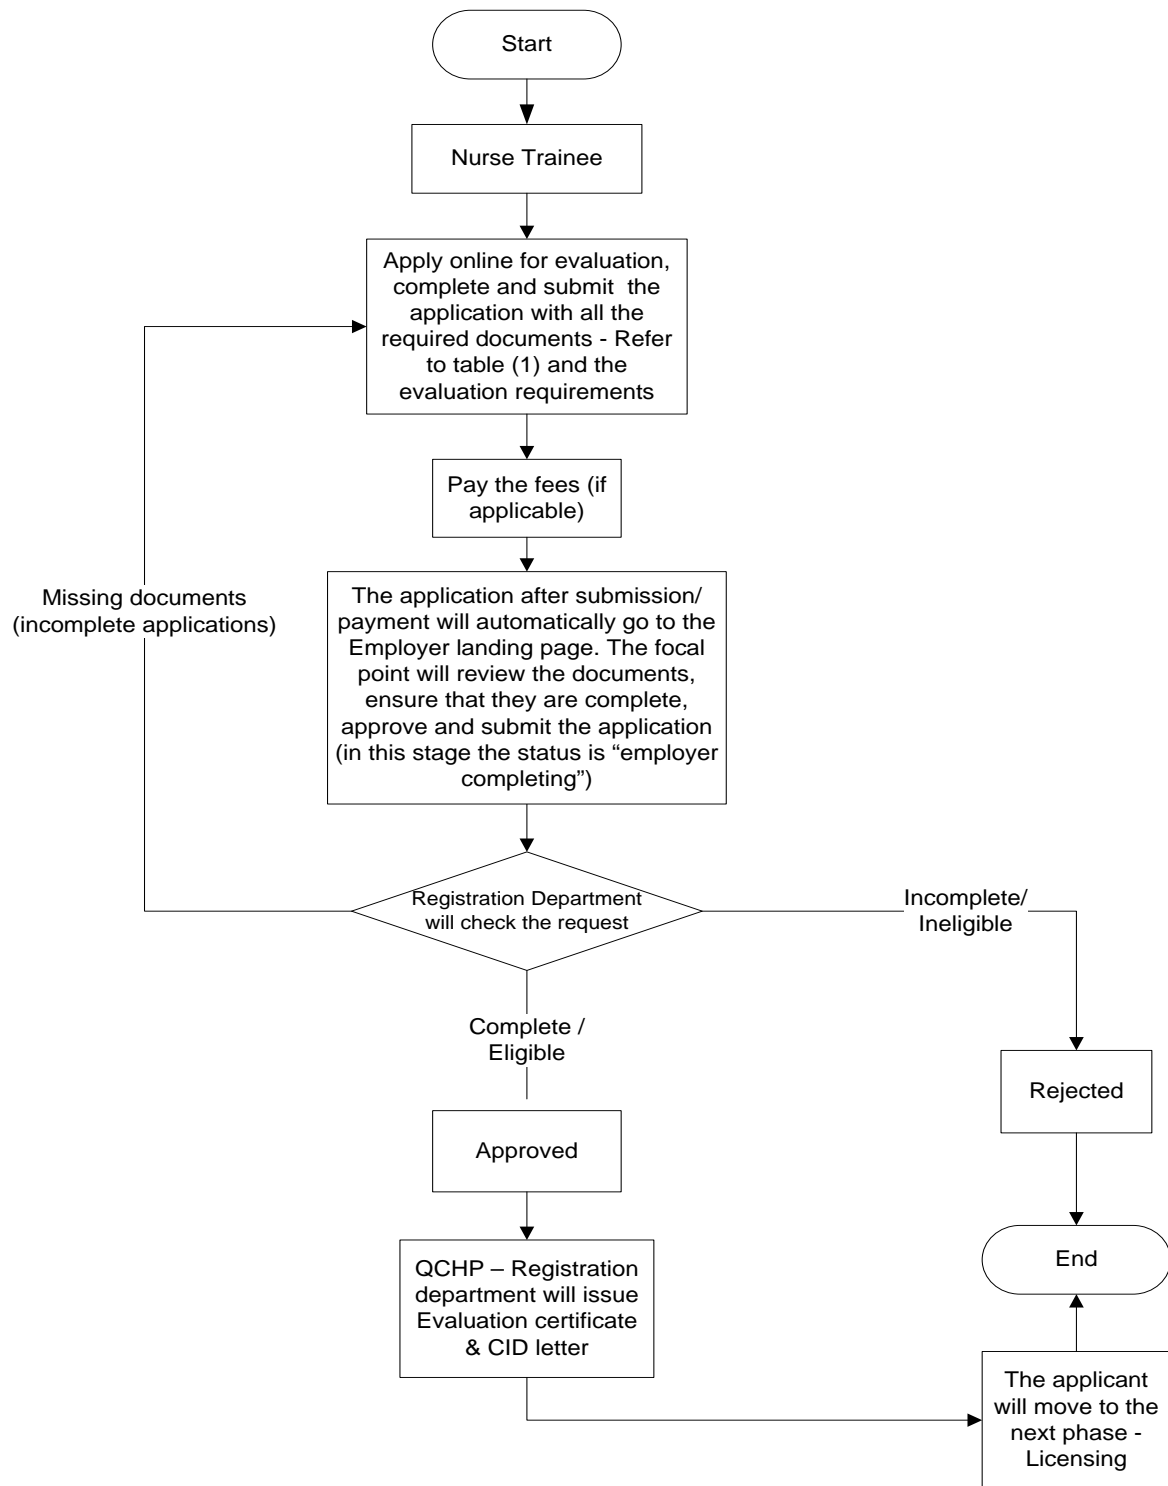 Start
Nurse Trainee
Apply online for evaluation,
complete and submit the
application with all the
required documents - Refer
to table (1) and the
evaluation requirements
Pay the fees (if
applicable)
Missing documents
(incomplete applications)
The application after submission/
payment will automatically go to the
Employer landing page. The focal
point will review the documents,
ensure that they are complete,
approve and submit the application
(in this stage the status is “employer
completing”)
Registration Department
will check the request
Incomplete/
Ineligible
Complete /
Eligible
Rejected
Approved
End
QCHP – Registration
department will issue
Evaluation certificate
& CID letter
The applicant
will move to the
next phase -
Licensing